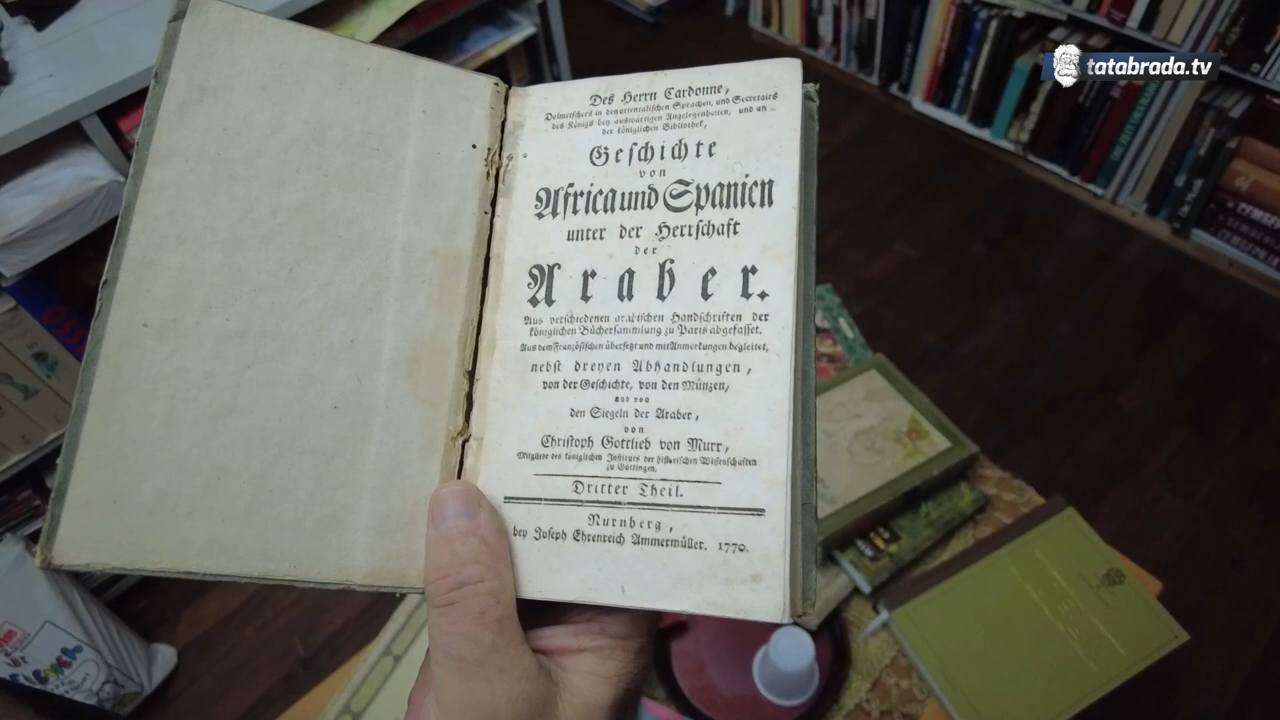 tatabrada.tv
Des Herrn Cardonne,
Dolmetschers in den orientalischen Sprachen, und Secretairs
des Königs bey auswärtigen Angelegenheiten, und an
der königlichen Bibliothek,
Geschichte
von
Africa und Spanien
unter der Herrschaft
der
Araber.
Aus verschiedenen arabischen Handschriften der
königlichen Büchersammlung zu Paris abgefasset.
Aus dem Französischen übersetzt und mit Anmerkungen begleitet,
nebst dreyen Abhandlungen,
von der Geschichte, von den Münzen,
und von
den Siegeln der Araber,
von
Christoph Gottlieb von Murr,
Mitgliede des königlichen Instituts der historischen Wissenschaften
zu Göttingen.
Dritter Theil.
Nurnberg,
bey Joseph Ehrenreich Ammermüller. 1770.